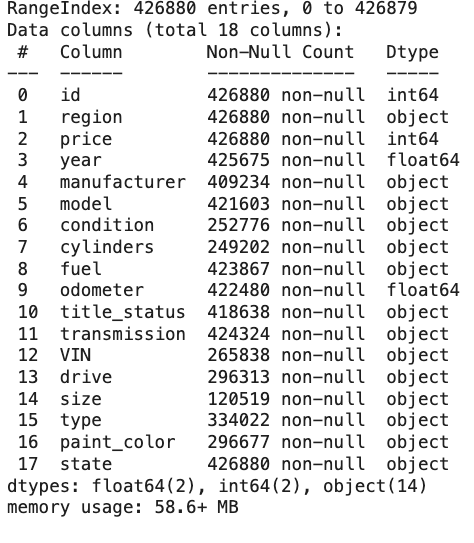 RangeIndex: 426880 entries, 0 to 426879
Data columns (total 18 columns):
 #   Column        Non-Null Count   Dtype
---  ------        --------------   -----
 0   id            426880 non-null  int64
 1   region        426880 non-null  object
 2   price         426880 non-null  int64
 3   year          425675 non-null  float64
 4   manufacturer  409234 non-null  object
 5   model         421603 non-null  object
 6   condition     252776 non-null  object
 7   cylinders     249202 non-null  object
 8   fuel          423867 non-null  object
 9   odometer      422480 non-null  float64
 10  title_status  418638 non-null  object
 11  transmission  424324 non-null  object
 12  VIN           265838 non-null  object
 13  drive         296313 non-null  object
 14  size          120519 non-null  object
 15  type          334022 non-null  object
 16  paint_color   296677 non-null  object
 17  state         426880 non-null  object
dtypes: float64(2), int64(2), object(14)
memory usage: 58.6+ MB